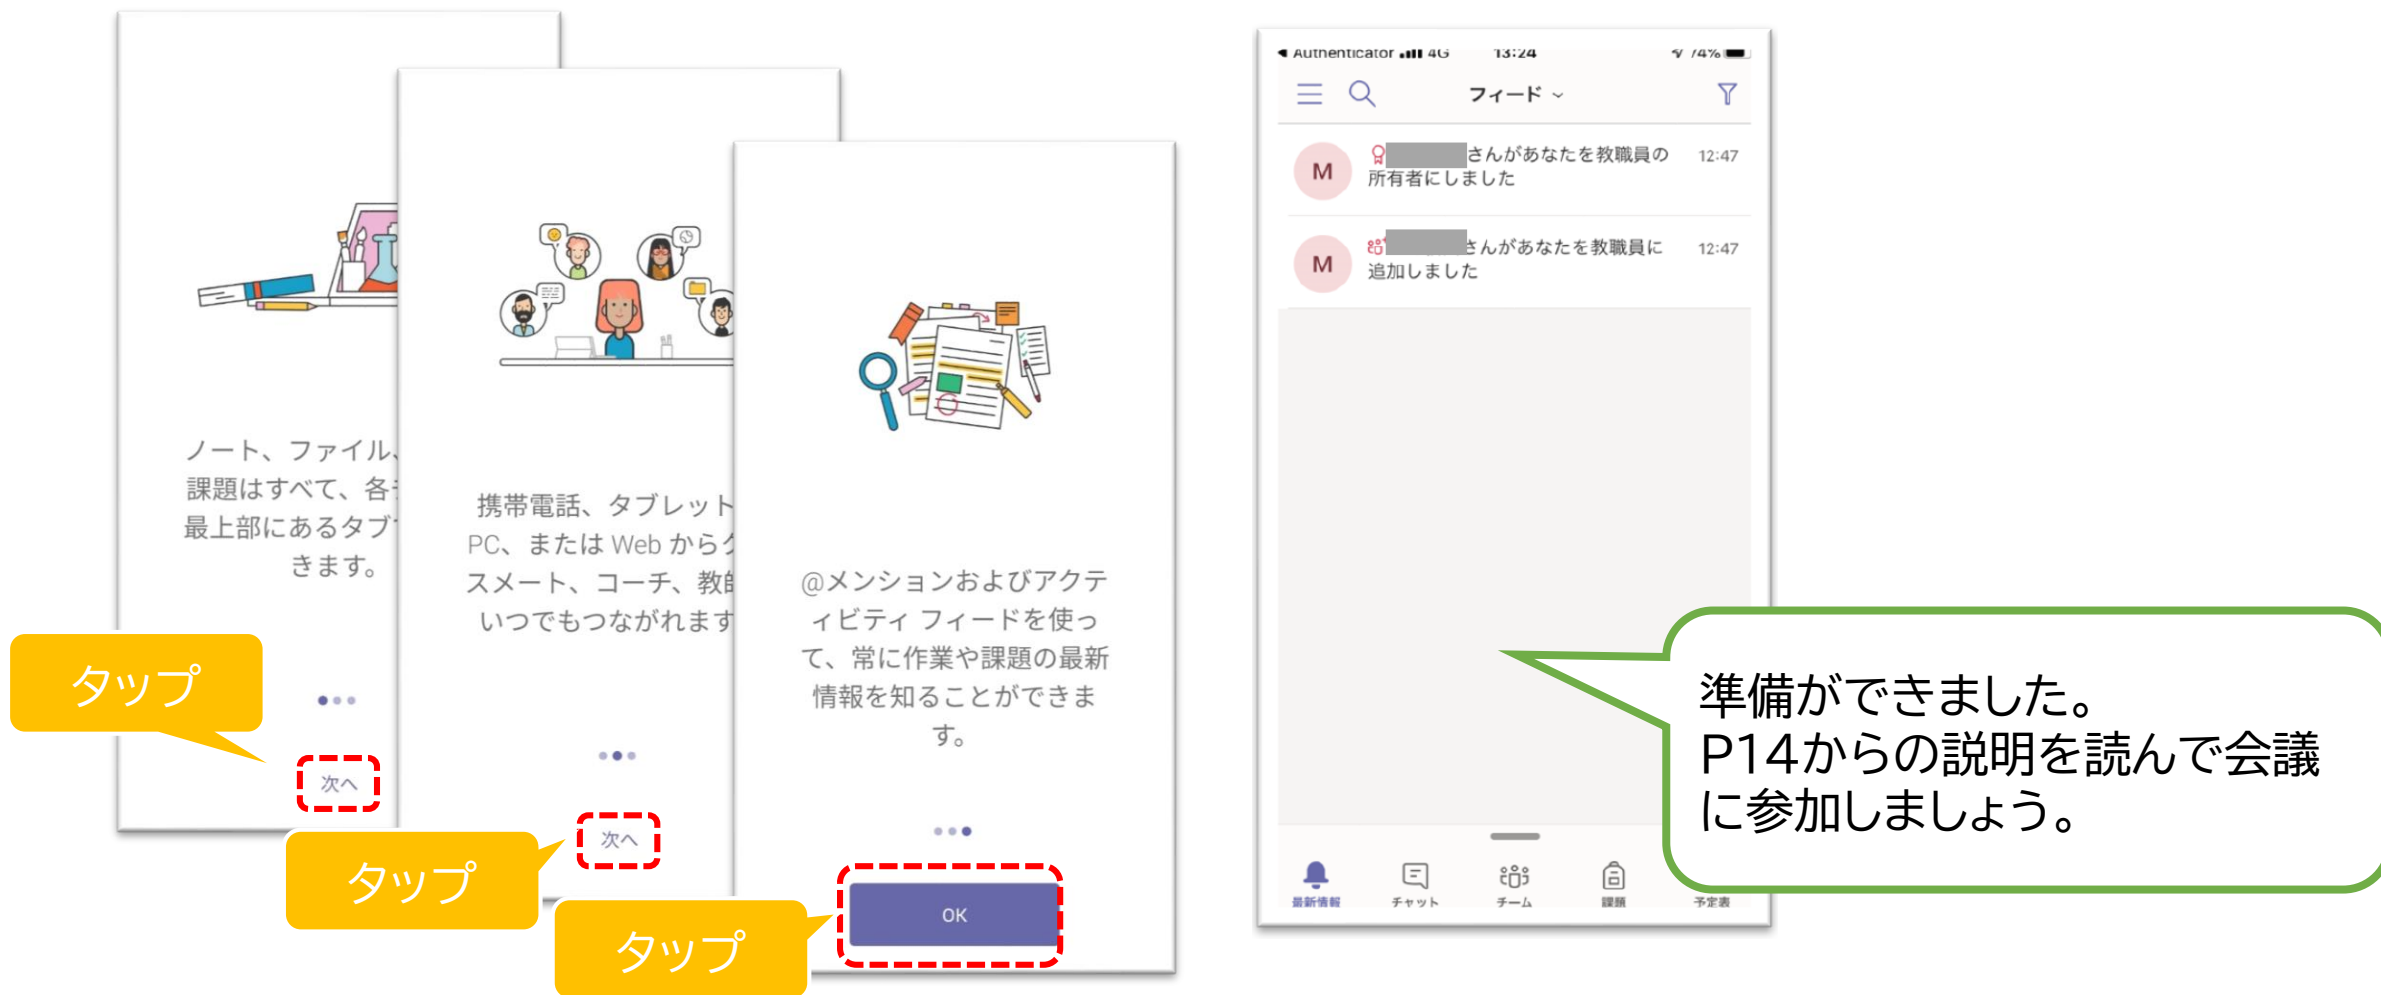 ノート、ファイル、
課題はすべて、各
最上部にあるタブ
きます。
タップ
次へ
携帯電話、タブレット
PC、または Web から
スメート、コーチ、教
いつでもつながれます
次へ
タップ
@メンションおよびアクテ
ィビティ フィードを使っ
て、常に作業や課題の最新
情報を知ることができま
す。
OK
タップ
Authenticator 4G 13:24 74%
フィード
M
さんがあなたを教職員の 12:47
所有者にしました
M
さんがあなたを教職員に 12:47
追加しました
準備ができました。
P14からの説明を読んで会議
に参加しましょう。
最新情報 チャット チーム 課題 予定表